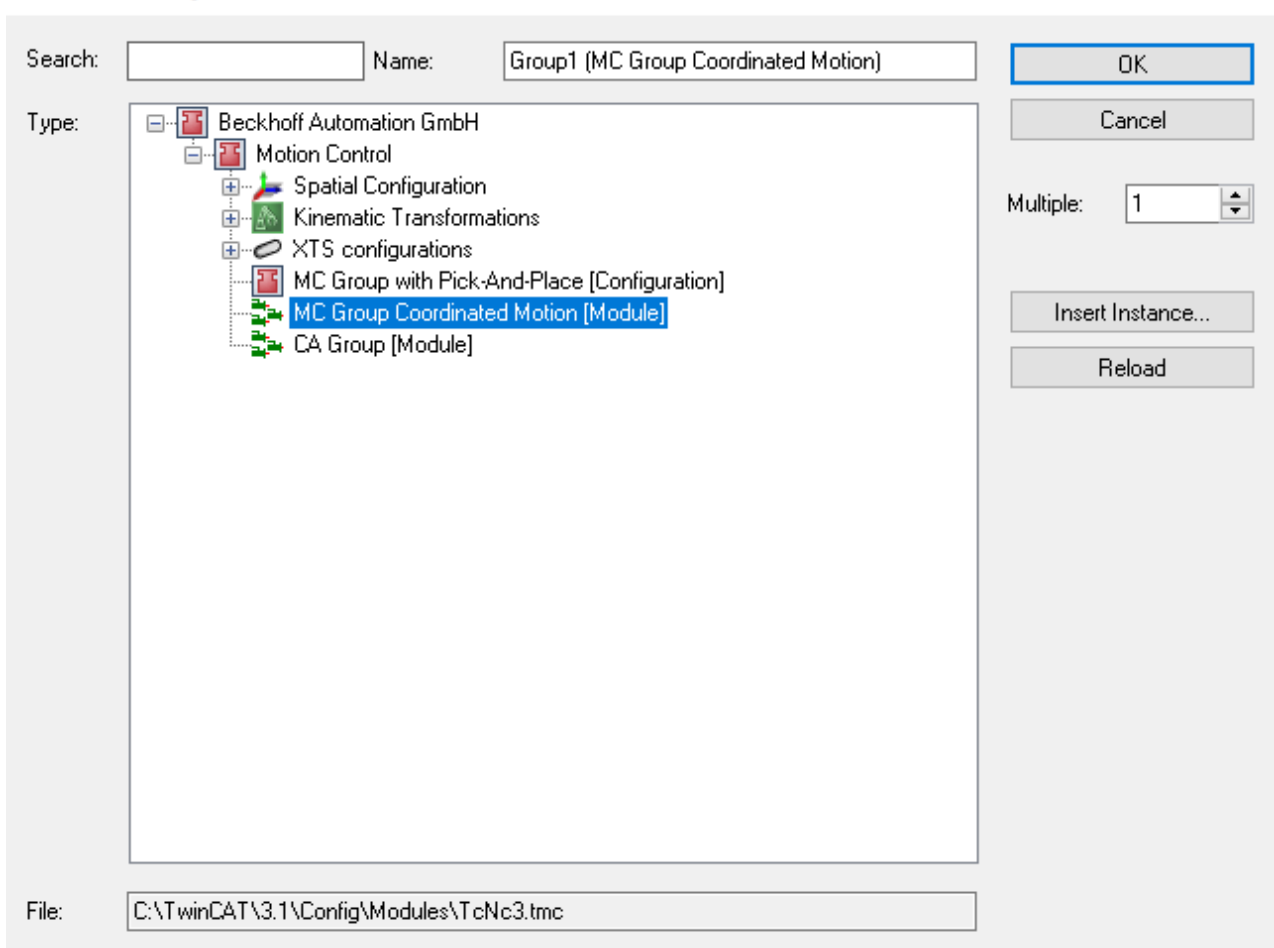 Search: Name: Group1 (MC Group Coordinated Motion) OK
Type: Beckhoff Automation GmbH Cancel
Motion Control
Spatial Configuration
Multiple: 1
Kinematic Transformations
XTS configurations
MC Group with Pick-And-Place [Configuration]
MC Group Coordinated Motion [Module] Insert Instance...
CA Group [Module]
Reload
File: C:\TwinCAT\3.1\Config\Modules\TcNc3.tmc